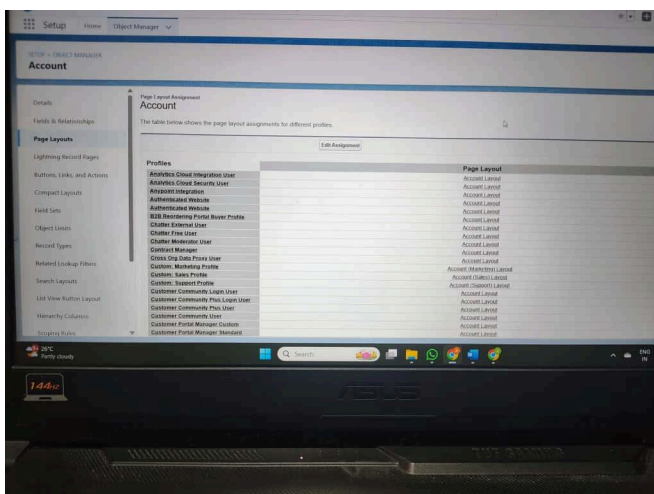 Setup
Home
Object Manager
SETUP > OBJECT MANAGER
Account
Details
Fields & Relationships
Page Layouts
Lightning Record Pages
Buttons, Links, and Actions
Compact Layouts
Field Sets
Object Limits
Record Types
Related Lookup Filters
Search Layouts
List View Button Layout
Hierarchy Columns
Scoping Rules
Page Layout Assignment
Account
The table below shows the page layout assignments for different profiles.
Edit Assignment
Profiles Page Layout
Analytics Cloud Integration User Account Layout
Analytics Cloud Security User Account Layout
Anypoint Integration Account Layout
Authenticated Website Account Layout
Authenticated Website Account Layout
B2B Reordering Portal Buyer Profile Account Layout
Chatter External User Account Layout
Chatter Free User Account Layout
Chatter Moderator User Account Layout
Contract Manager Account Layout
Cross Org Data Proxy User Account Layout
Custom: Marketing Profile Account (Marketing) Layout
Custom: Sales Profile Account (Sales) Layout
Custom: Support Profile Account (Support) Layout
Customer Community Login User Account Layout
Customer Community Plus Login User Account Layout
Customer Community Plus User Account Layout
Customer Community User Account Layout
Customer Portal Manager Custom Account Layout
Customer Portal Manager Standard Account Layout
26°C
Partly cloudy
Search
ENG
IN
144Hz
ASUS
THE GAMING